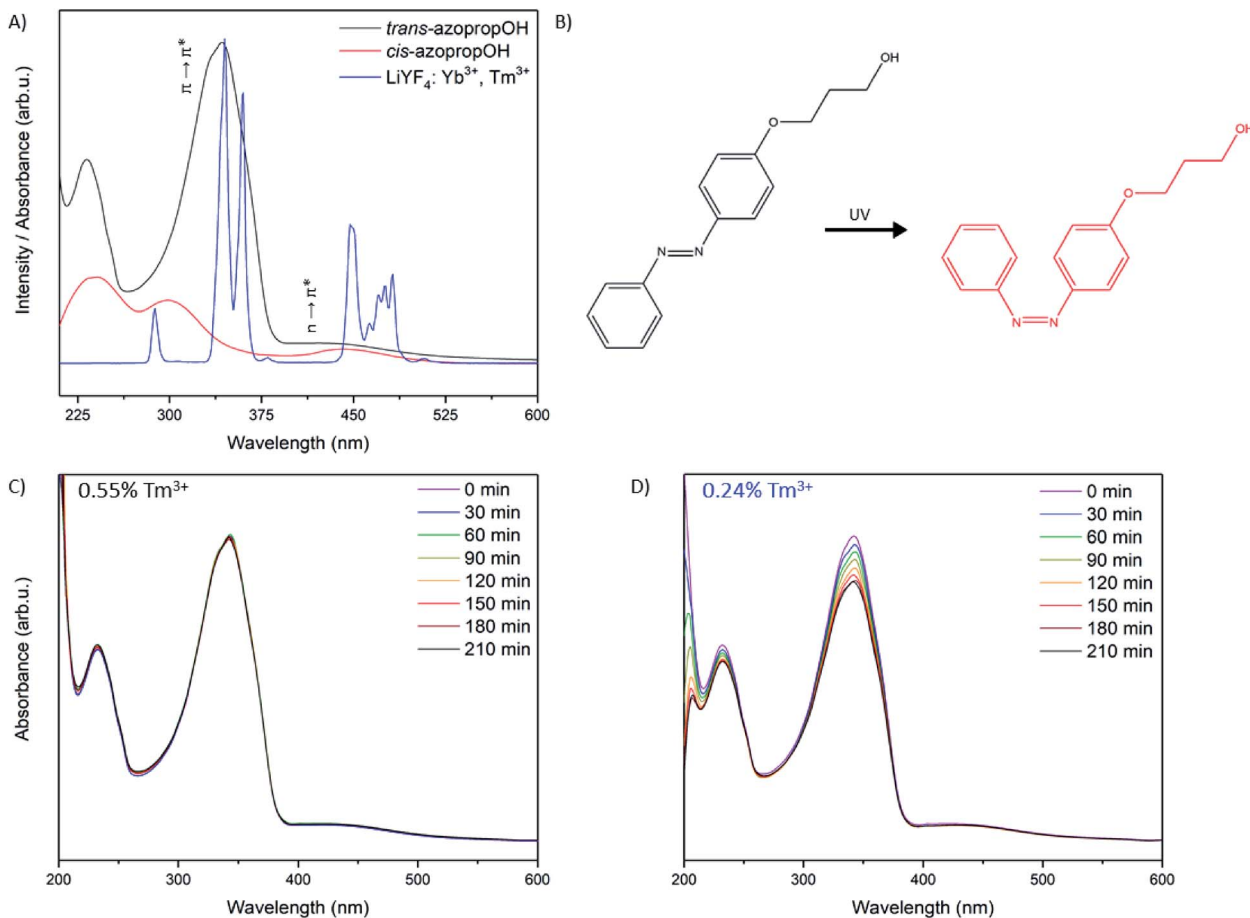 A)
Intensity / Absorbance (arb.u.)
π → π*
n → π*
trans-azopropOH
cis-azopropOH
LiYF₄: Yb³⁺, Tm³⁺
225 300 375 450 525 600
Wavelength (nm)
B)
OH
O
N
N
UV
OH
O
N
N
C)
0.55% Tm³⁺
Absorbance (arb.u.)
0 min
30 min
60 min
90 min
120 min
150 min
180 min
210 min
200 300 400 500 600
Wavelength (nm)
D)
0.24% Tm³⁺
0 min
30 min
60 min
90 min
120 min
150 min
180 min
210 min
200 300 400 500 600
Wavelength (nm)